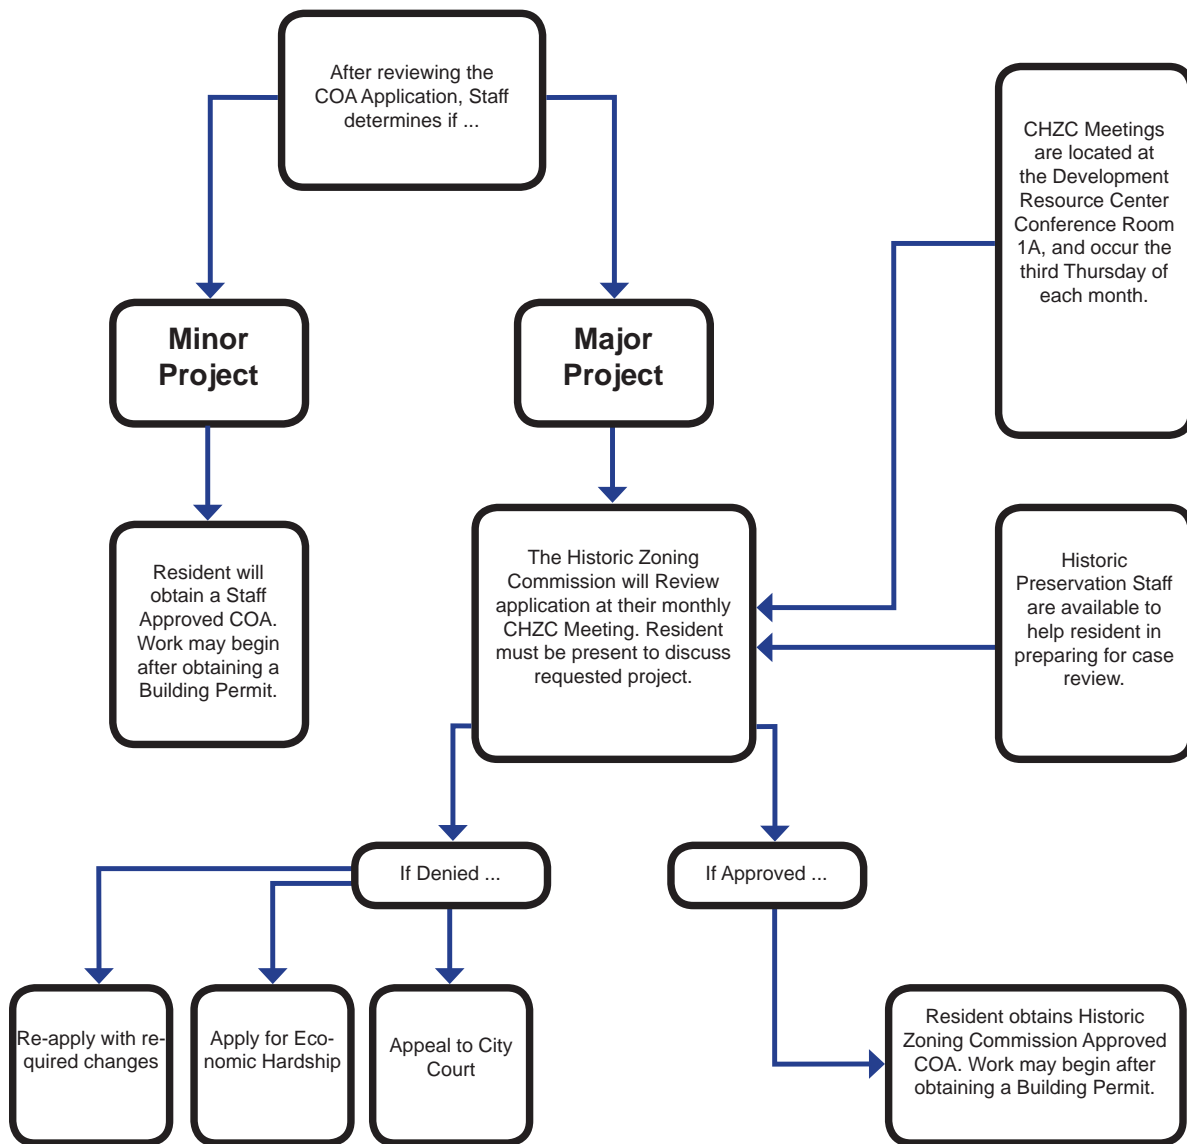 After reviewing the
COA Application, Staff
determines if ...
CHZC Meetings
are located at
the Development
Resource Center
Conference Room
1A, and occur the
third Thursday of
each month.
Minor
Project
Major
Project
Resident will
obtain a Staff
Approved COA.
Work may begin
after obtaining a
Building Permit.
The Historic Zoning
Commission will Review
application at their monthly
CHZC Meeting. Resident
must be present to discuss
requested project.
Historic
Preservation Staff
are available to
help resident in
preparing for case
review.
If Denied ...
If Approved ...
Re-apply with re-
quired changes
Apply for Eco-
nomic Hardship
Appeal to City
Court
Resident obtains Historic
Zoning Commission Approved
COA. Work may begin after
obtaining a Building Permit.